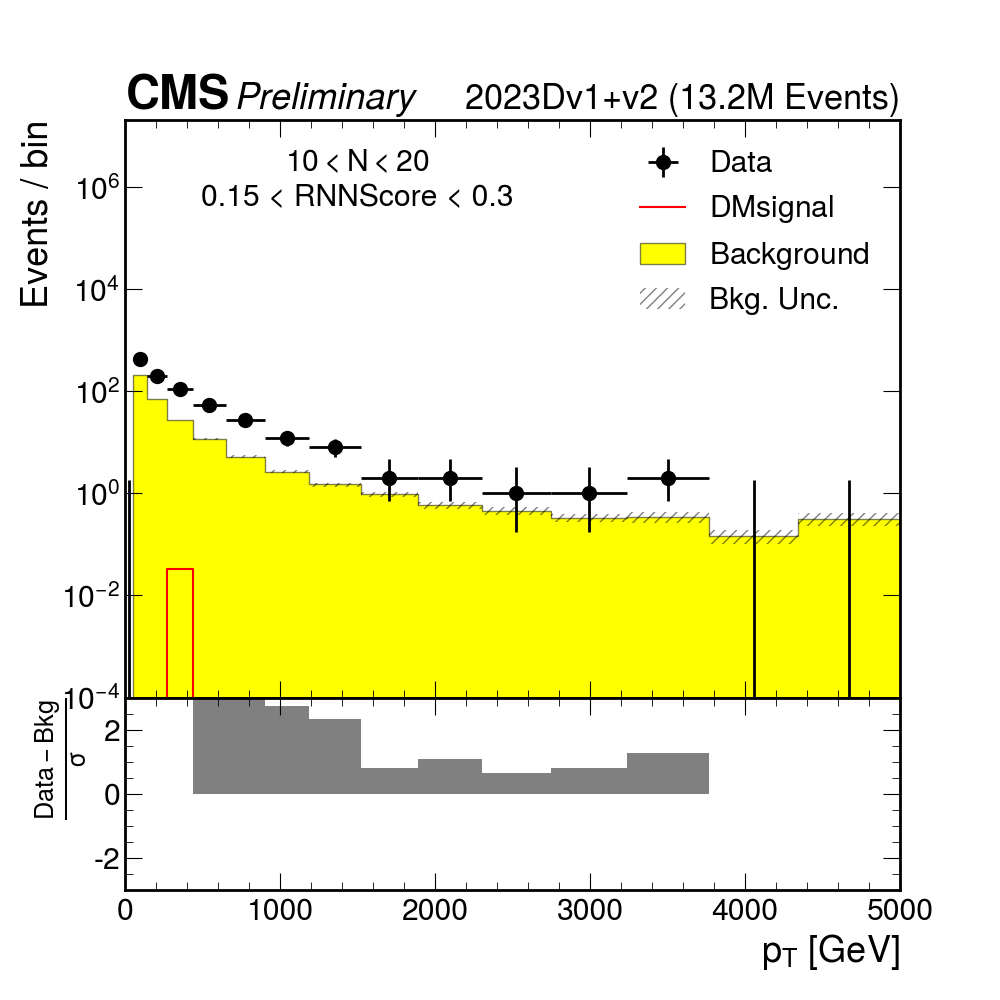 CMS Preliminary 2023Dv1+v2 (13.2M Events)
Events / bin
10 < N < 20
0.15 < RNNScore < 0.3
Data
DMsignal
Background
Bkg. Unc.
10⁶
10⁴
10²
10⁰
10⁻²
10⁻⁴
Data – Bkg
σ
2
0
-2
0 1000 2000 3000 4000 5000
p_T [GeV]